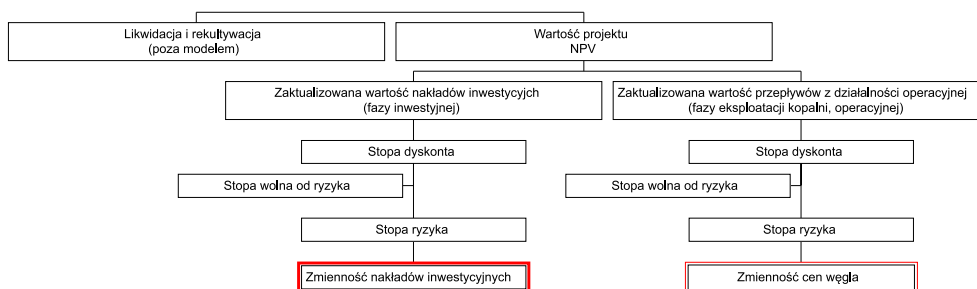 Likwidacja i rekultywacja
(poza modelem)
Wartość projektu
NPV
Zaktualizowana wartość nakładów inwestycyjch
(fazy inwestyjnej)
Zaktualizowana wartość przepływów z działalności operacyjnej
(fazy eksploatacji kopalni, operacyjnej)
Stopa dyskonta
Stopa dyskonta
Stopa wolna od ryzyka
Stopa wolna od ryzyka
Stopa ryzyka
Stopa ryzyka
Zmienność nakładów inwestycyjnych
Zmienność cen węgla